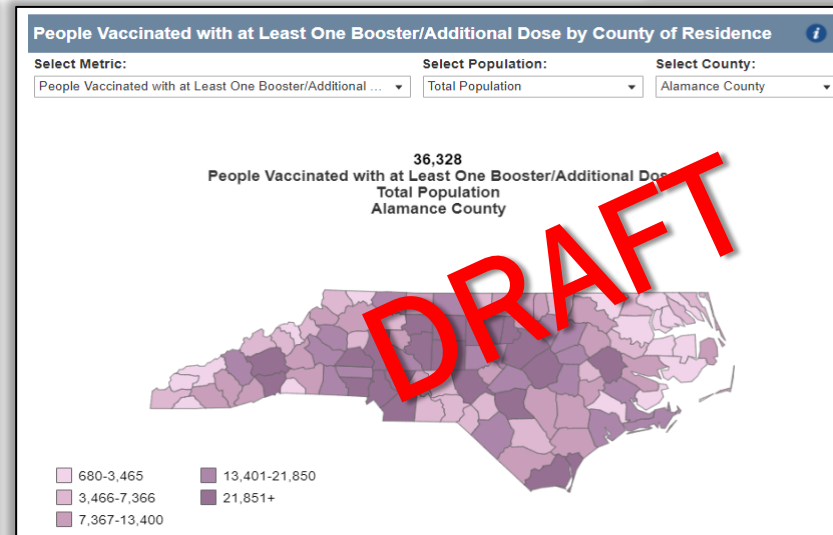 People Vaccinated with at Least One Booster/Additional Dose by County of Residence i
Select Metric: Select Population: Select County:
People Vaccinated with at Least One Booster/Additional ... Total Population Alamance County
36,328
People Vaccinated with at Least One Booster/Additional Dose
Total Population
Alamance County
DRAFT
680-3,465 13,401-21,850
3,466-7,366 21,851+
7,367-13,400